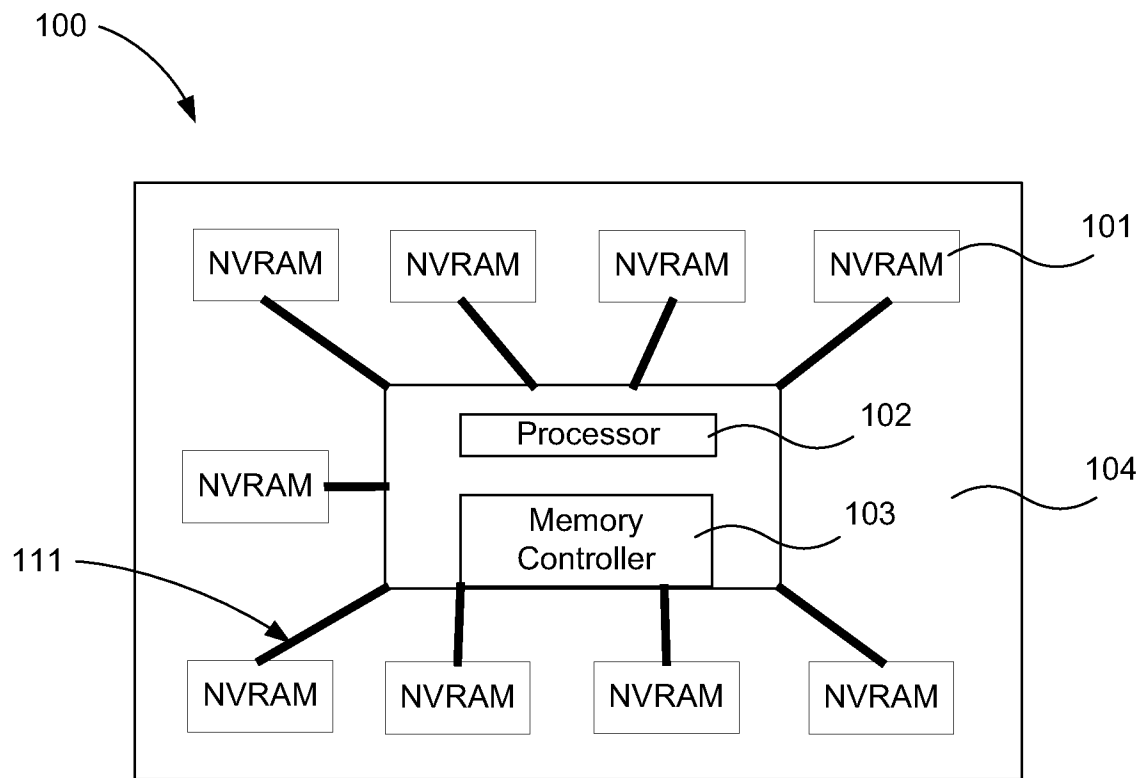 100
101
NVRAM
NVRAM
NVRAM
NVRAM
102
Processor
104
NVRAM
103
Memory
Controller
111
NVRAM
NVRAM
NVRAM
NVRAM